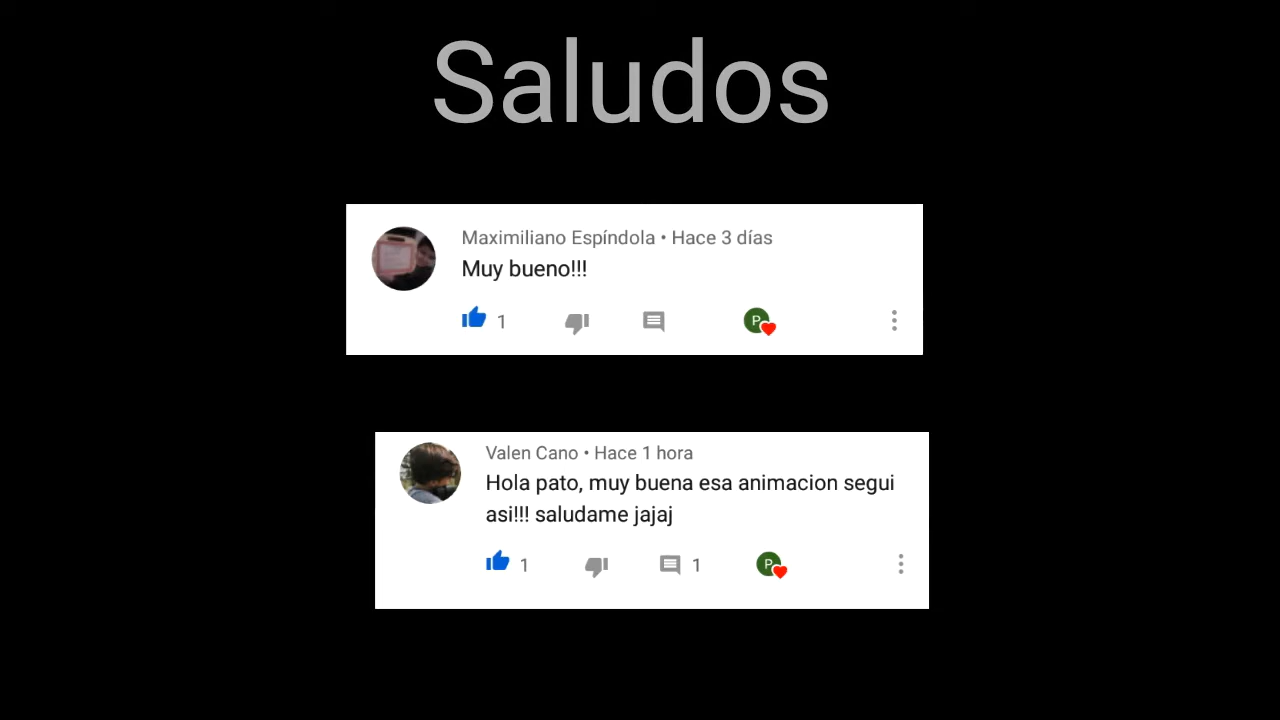 Saludos
Maximiliano Espíndola • Hace 3 días
Muy bueno!!!
1
P
Valen Cano • Hace 1 hora
Hola pato, muy buena esa animacion segui
asi!!! saludame jajaj
1 1
P